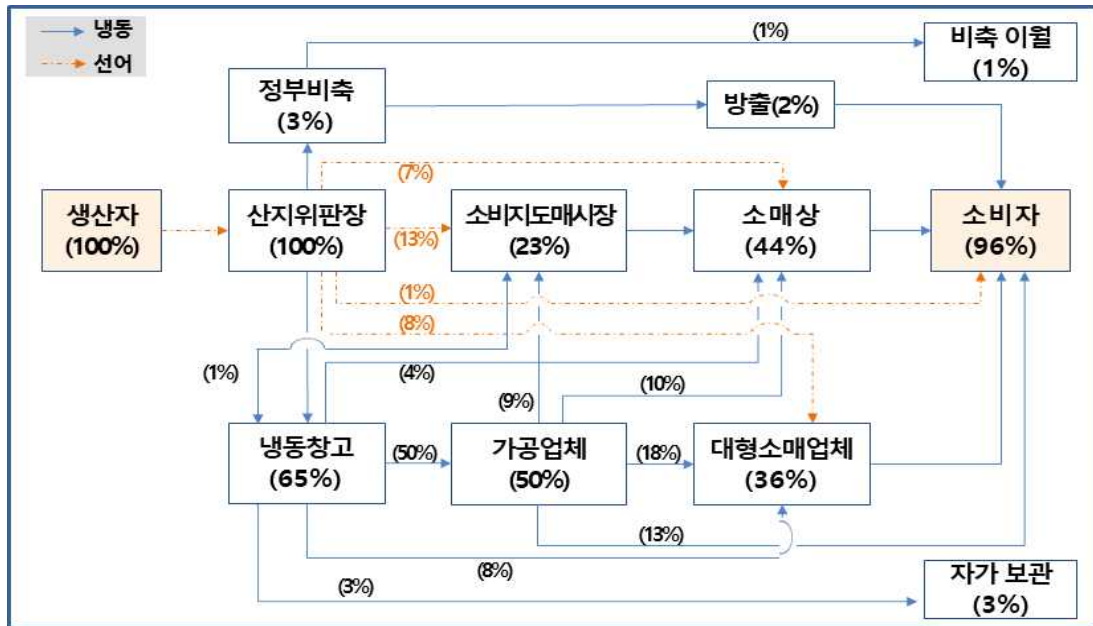 냉동
선어
(1%)
비축 이월
(1%)
정부비축
(3%)
방출(2%)
(7%)
생산자
(100%)
산지위판장
(100%)
(13%)
소비지도매시장
(23%)
소매상
(44%)
소비자
(96%)
(1%)
(8%)
(1%)
(4%)
(9%)
(10%)
냉동창고
(65%)
(50%)
가공업체
(50%)
(18%)
대형소매업체
(36%)
(13%)
(8%)
(3%)
자가 보관
(3%)